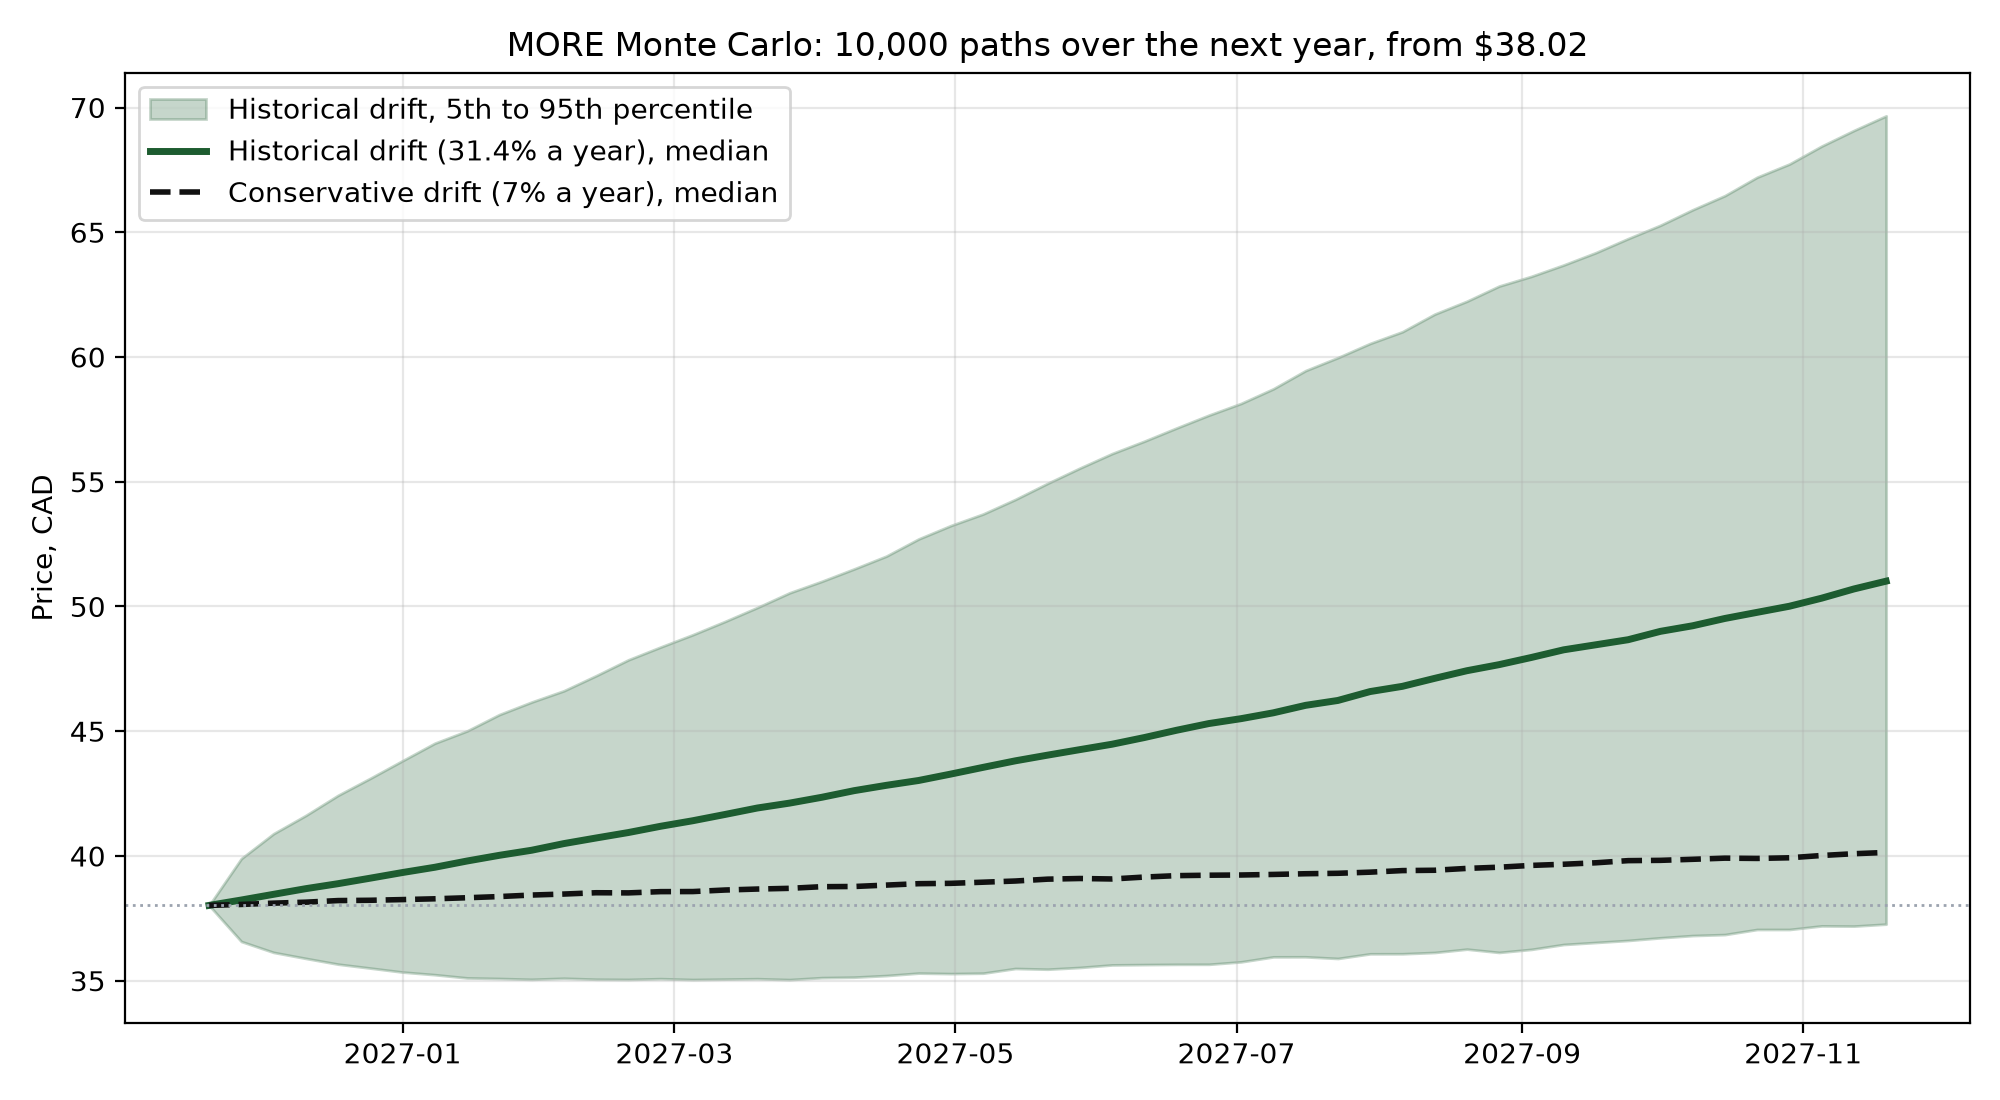 MORE Monte Carlo: 10,000 paths over the next year, from $38.02
Historical drift, 5th to 95th percentile
Historical drift (31.4% a year), median
Conservative drift (7% a year), median
Price, CAD
70
65
60
55
50
45
40
35
2027-01
2027-03
2027-05
2027-07
2027-09
2027-11